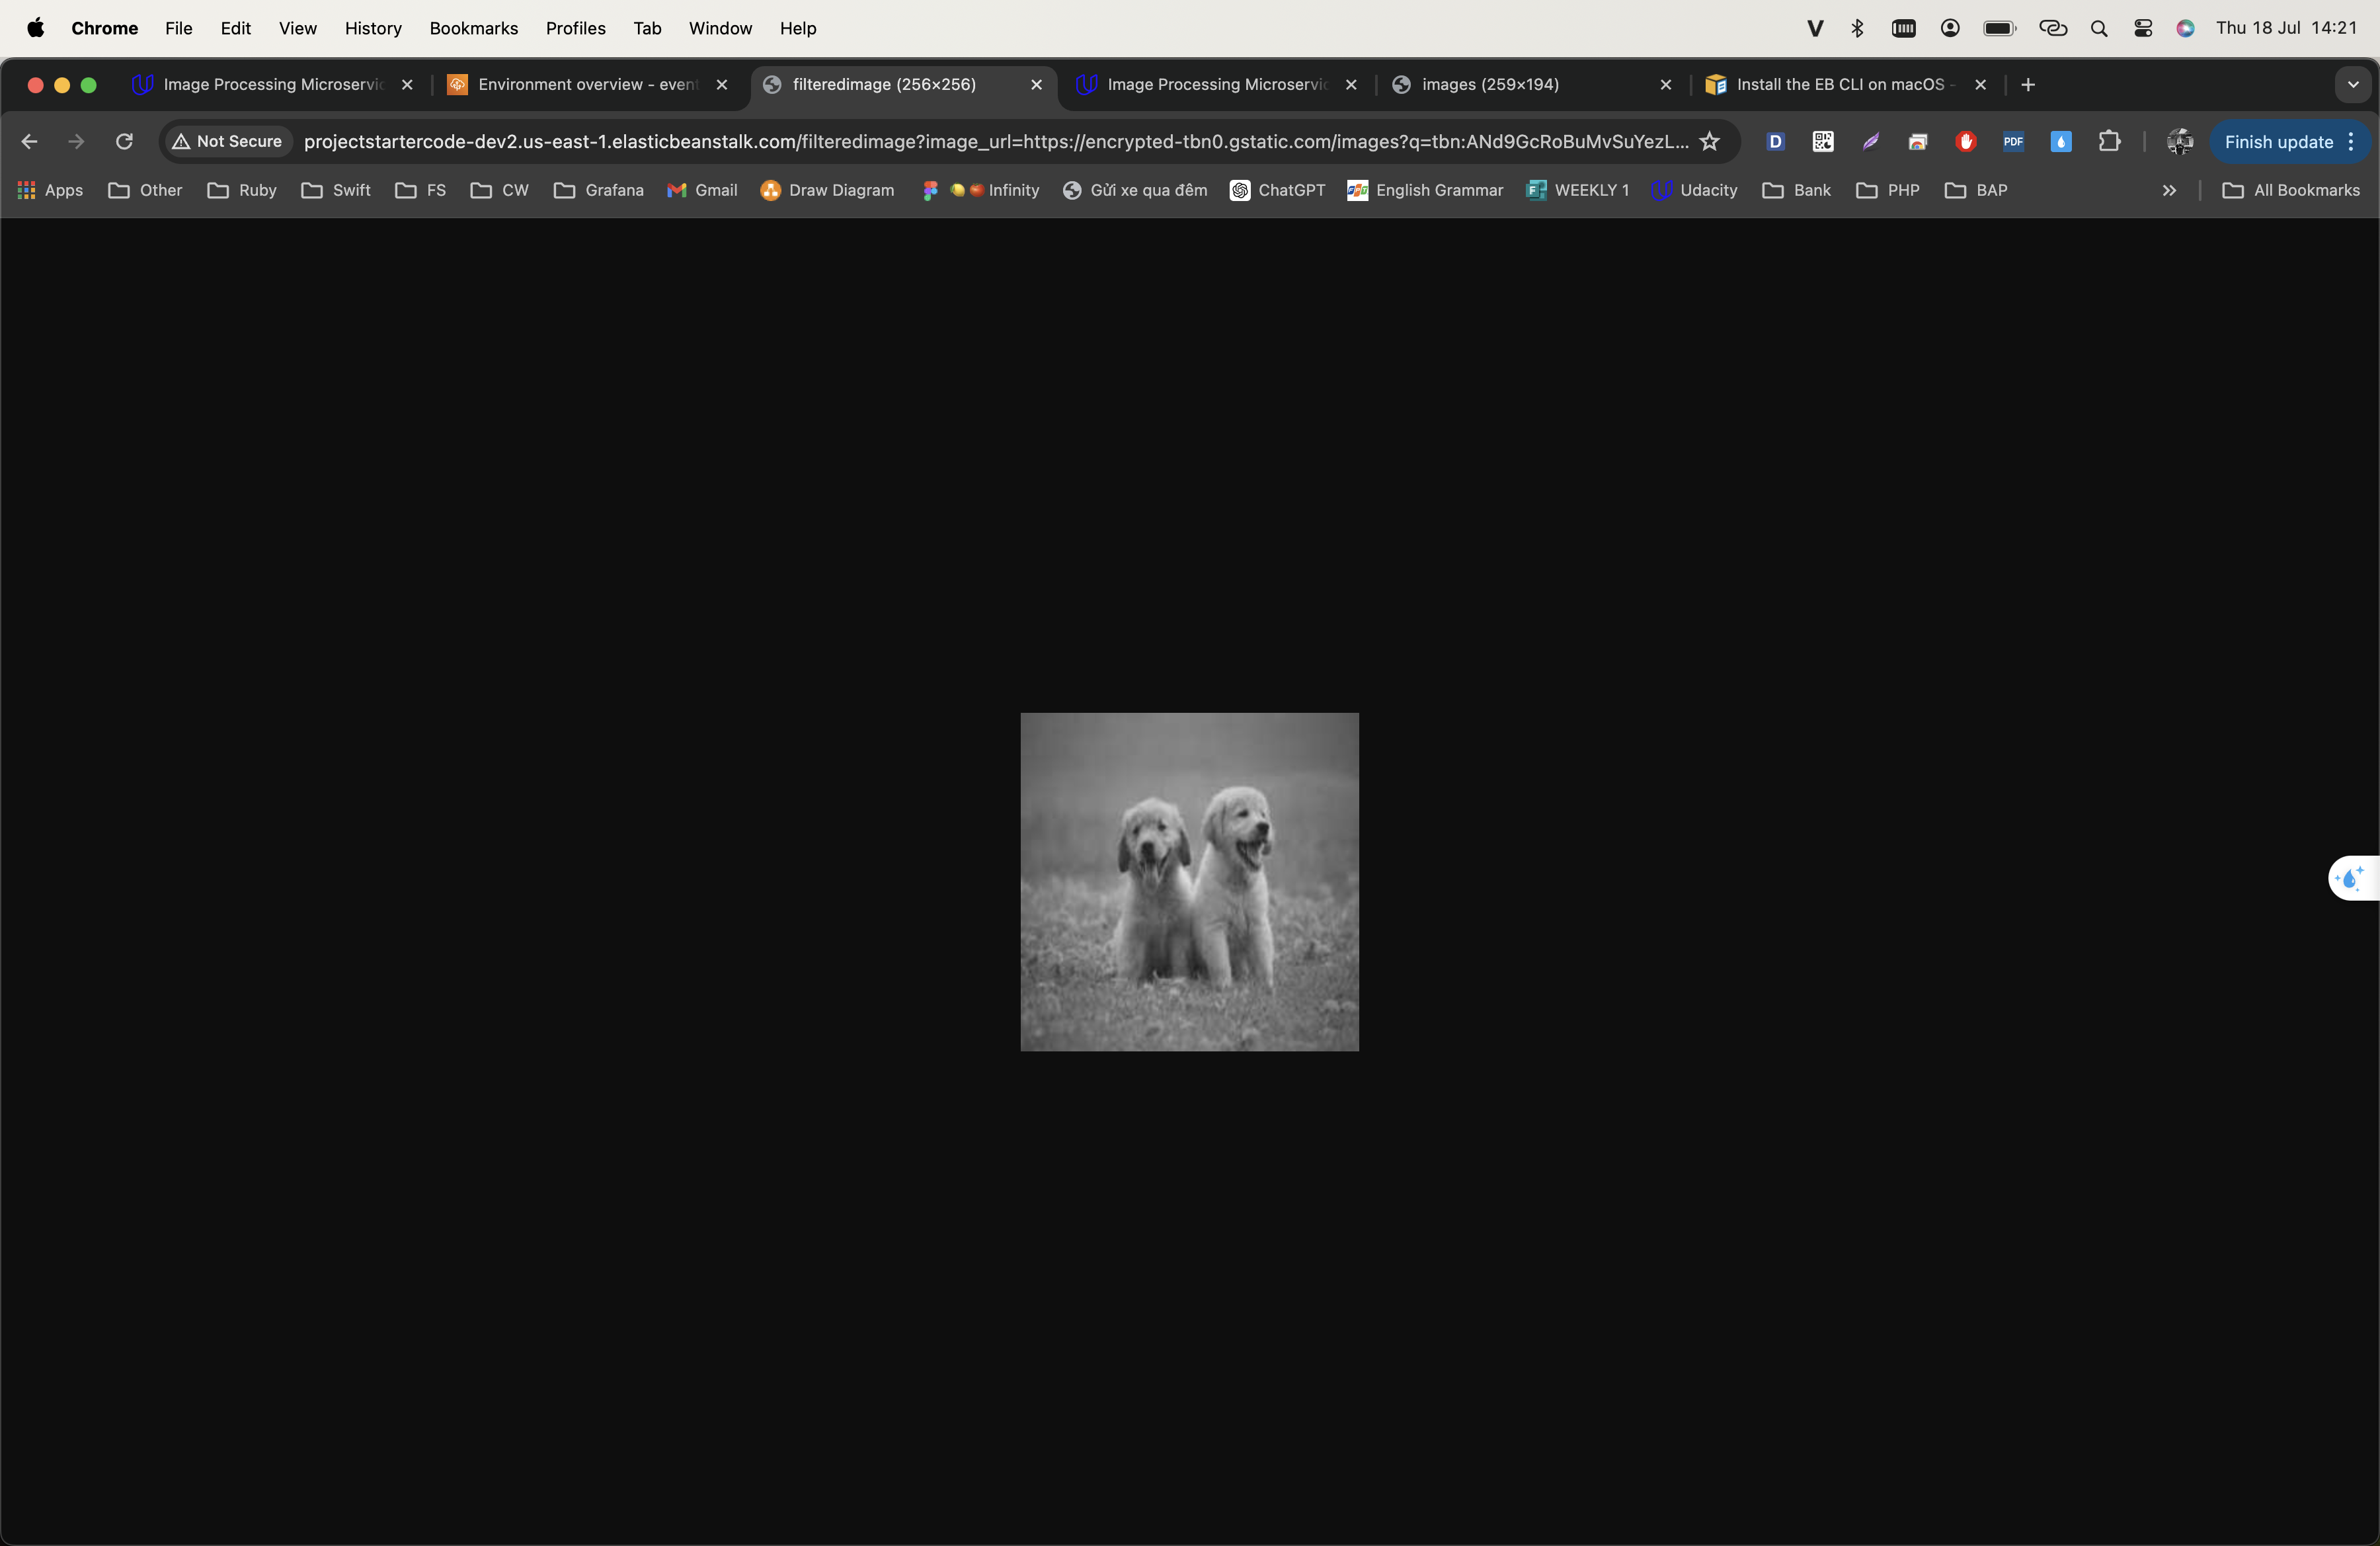 Chrome File Edit View History Bookmarks Profiles Tab Window Help Thu 18 Jul 14:21
Image Processing Microservic Environment overview - event filteredimage (256×256) Image Processing Microservic images (259×194) Install the EB CLI on macOS -
Not Secure projectstartercode-dev2.us-east-1.elasticbeanstalk.com/filteredimage?image_url=https://encrypted-tbn0.gstatic.com/images?q=tbn:ANd9GcRoBuMvSuYezL... D PDF Finish update
Apps Other Ruby Swift FS CW Grafana Gmail Draw Diagram Infinity Gửi xe qua đêm ChatGPT English Grammar WEEKLY 1 Udacity Bank PHP BAP All Bookmarks